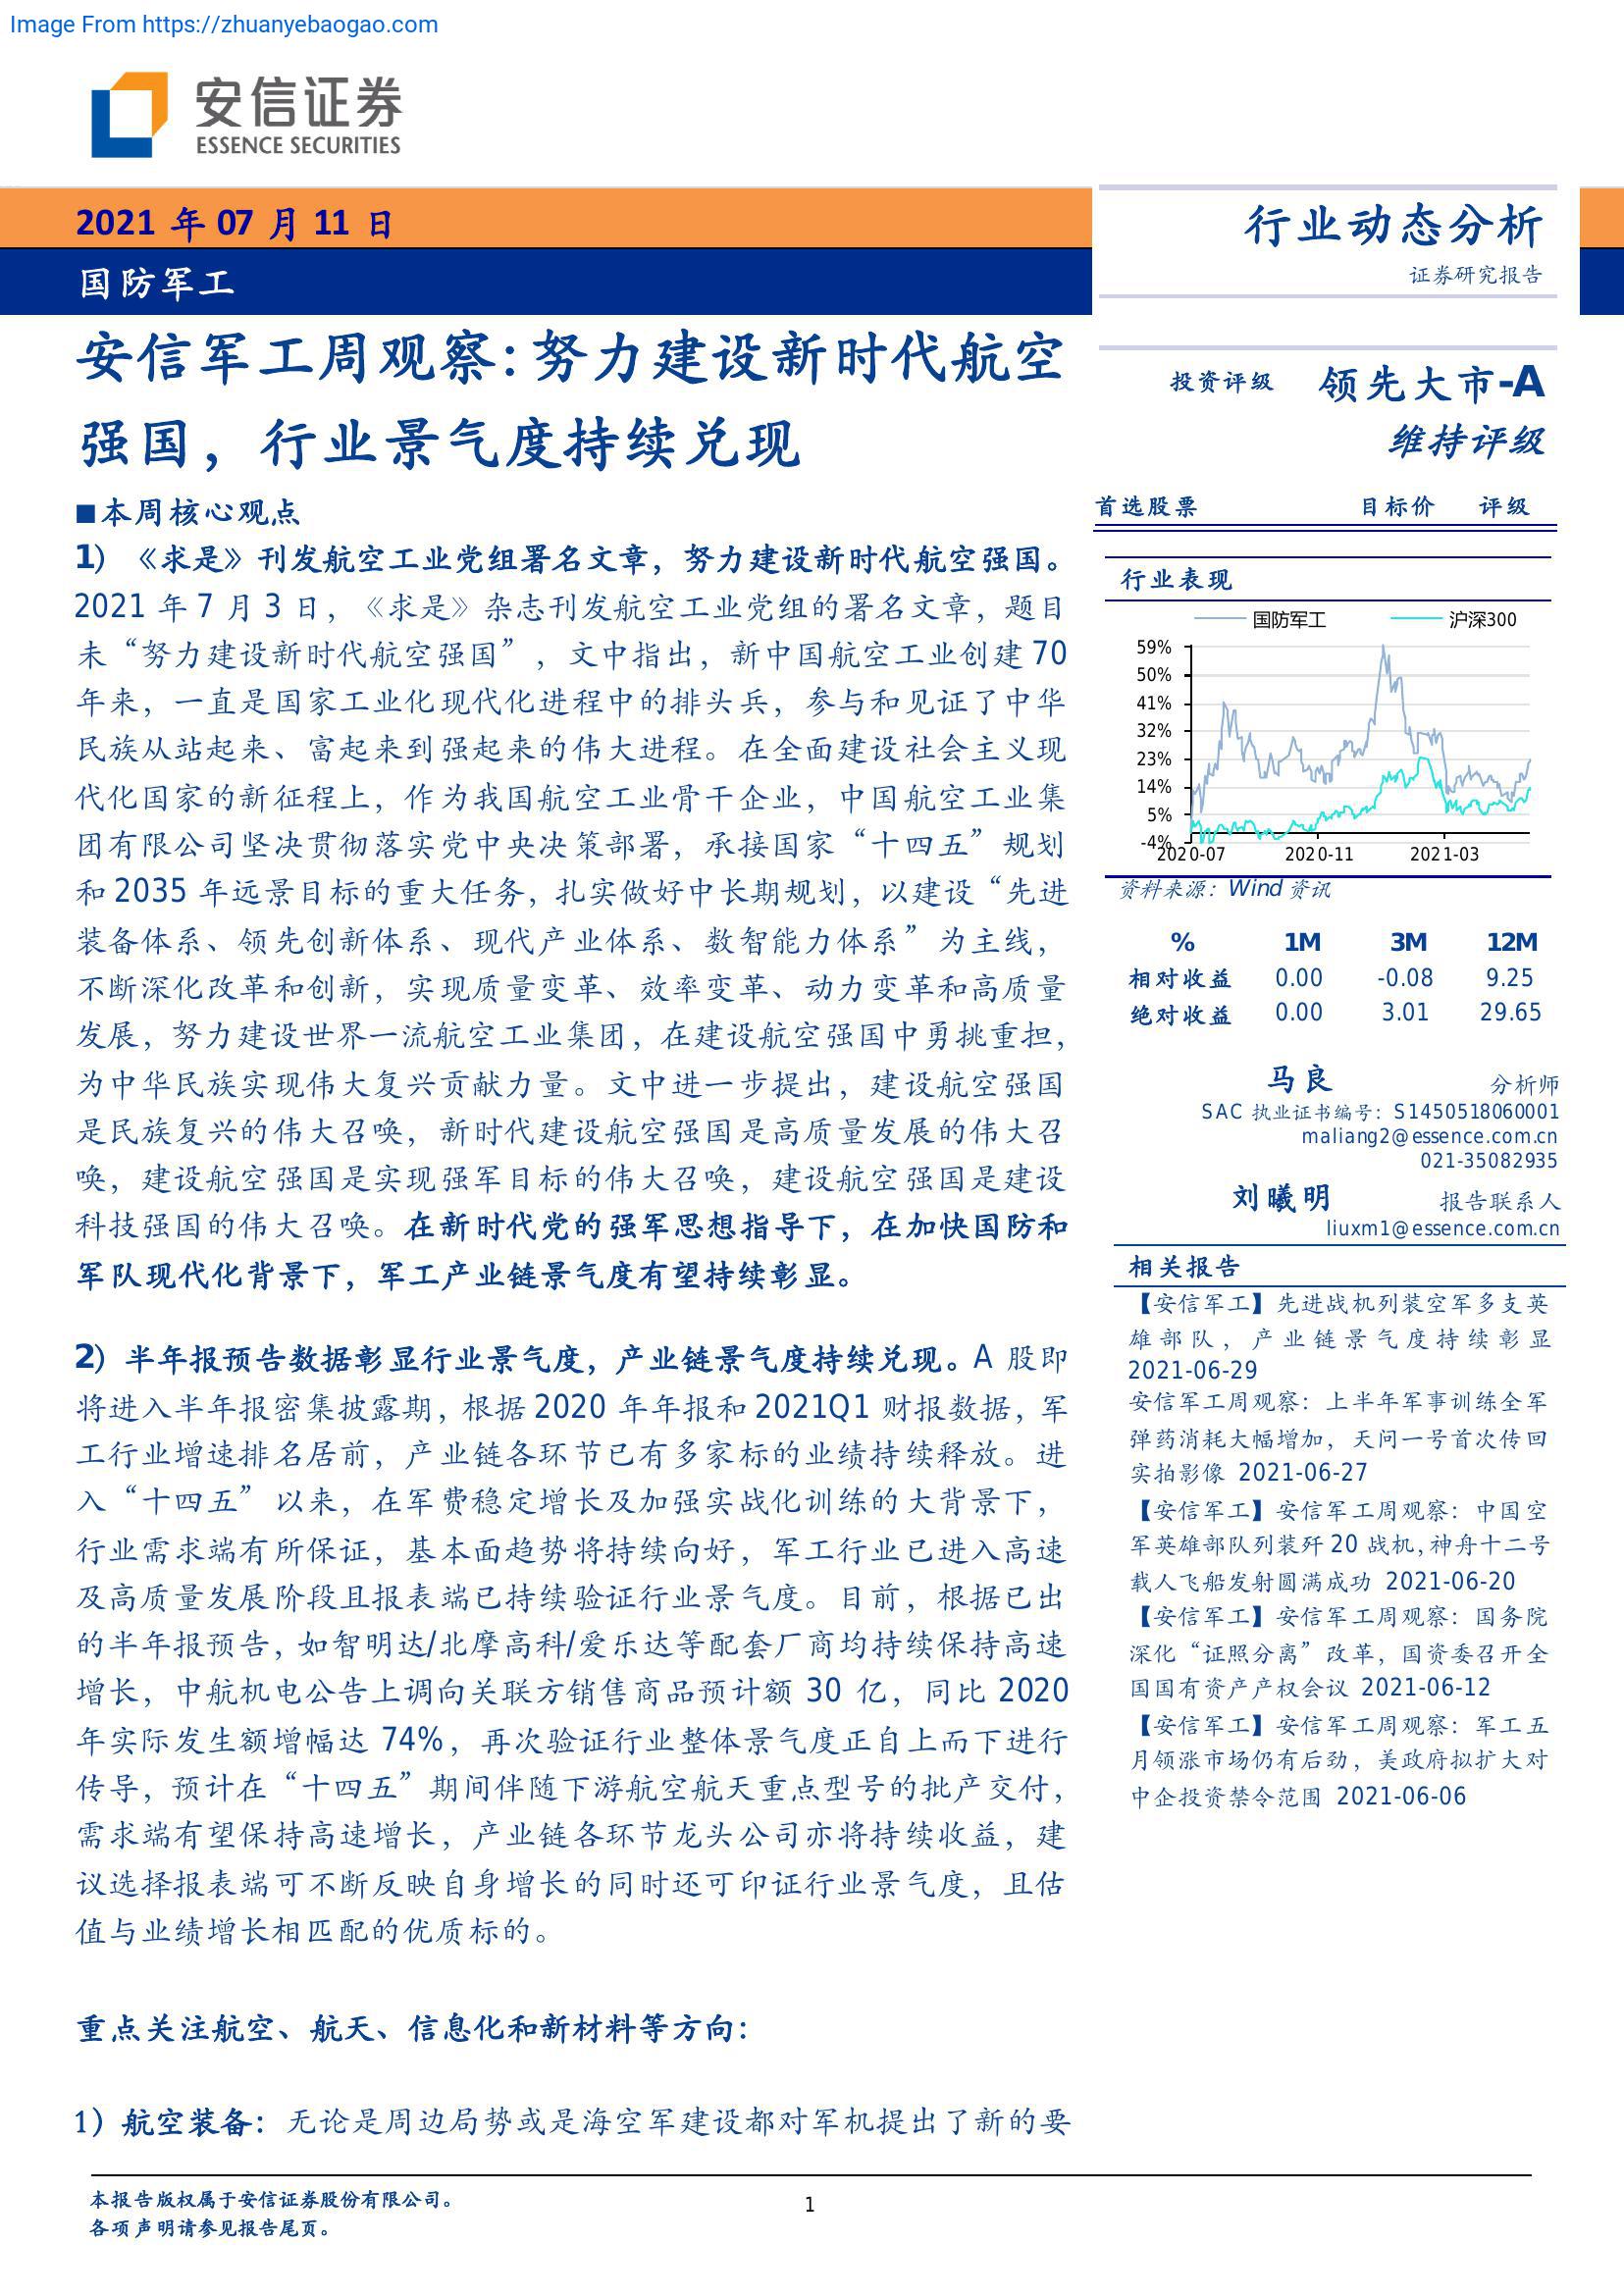 Image From https://zhuanyebaogao.com
安信证券
ESSENCE SECURITIES
2021 年 07 月 11 日
国防军工
安信军工周观察：努力建设新时代航空
强国，行业景气度持续兑现
■本周核心观点
1）《求是》刊发航空工业党组署名文章，努力建设新时代航空强国。
2021 年 7 月 3 日，《求是》杂志刊发航空工业党组的署名文章，题目
未“努力建设新时代航空强国”，文中指出，新中国航空工业创建 70
年来，一直是国家工业化现代化进程中的排头兵，参与和见证了中华
民族从站起来、富起来到强起来的伟大进程。在全面建设社会主义现
代化国家的新征程上，作为我国航空工业骨干企业，中国航空工业集
团有限公司坚决贯彻落实党中央决策部署，承接国家“十四五”规划
和 2035 年远景目标的重大任务，扎实做好中长期规划，以建设“先进
装备体系、领先创新体系、现代产业体系、数智能力体系”为主线，
不断深化改革和创新，实现质量变革、效率变革、动力变革和高质量
发展，努力建设世界一流航空工业集团，在建设航空强国中勇挑重担，
为中华民族实现伟大复兴贡献力量。文中进一步提出，建设航空强国
是民族复兴的伟大召唤，新时代建设航空强国是高质量发展的伟大召
唤，建设航空强国是实现强军目标的伟大召唤，建设航空强国是建设
科技强国的伟大召唤。在新时代党的强军思想指导下，在加快国防和
军队现代化背景下，军工产业链景气度有望持续彰显。
2）半年报预告数据彰显行业景气度，产业链景气度持续兑现。A 股即
将进入半年报密集披露期，根据 2020 年年报和 2021Q1 财报数据，军
工行业增速排名居前，产业链各环节已有多家标的业绩持续释放。进
入“十四五”以来，在军费稳定增长及加强实战化训练的大背景下，
行业需求端有所保证，基本面趋势将持续向好，军工行业已进入高速
及高质量发展阶段且报表端已持续验证行业景气度。目前，根据已出
的半年报预告，如智明达/北摩高科/爱乐达等配套厂商均持续保持高速
增长，中航机电公告上调向关联方销售商品预计额 30 亿，同比 2020
年实际发生额增幅达 74%，再次验证行业整体景气度正自上而下进行
传导，预计在“十四五”期间伴随下游航空航天重点型号的批产交付，
需求端有望保持高速增长，产业链各环节龙头公司亦将持续收益，建
议选择报表端可不断反映自身增长的同时还可印证行业景气度，且估
值与业绩增长相匹配的优质标的。
重点关注航空、航天、信息化和新材料等方向：
1）航空装备：无论是周边局势或是海空军建设都对军机提出了新的要
行业动态分析
证券研究报告
投资评级 领先大市-A
维持评级
首选股票 目标价 评级
行业表现
国防军工 沪深300
59%
50%
41%
32%
23%
14%
5%
-4%
2020-07 2020-11 2021-03
资料来源：Wind 资讯
% 1M 3M 12M
相对收益 0.00 -0.08 9.25
绝对收益 0.00 3.01 29.65
马良 分析师
SAC 执业证书编号：S1450518060001
maliang2@essence.com.cn
021-35082935
刘曦明 报告联系人
liuxm1@essence.com.cn
相关报告
【安信军工】先进战机列装空军多支英
雄部队，产业链景气度持续彰显
2021-06-29
安信军工周观察：上半年军事训练全军
弹药消耗大幅增加，天问一号首次传回
实拍影像 2021-06-27
【安信军工】安信军工周观察：中国空
军英雄部队列装歼 20 战机，神舟十二号
载人飞船发射圆满成功 2021-06-20
【安信军工】安信军工周观察：国务院
深化“证照分离”改革，国资委召开全
国国有资产产权会议 2021-06-12
【安信军工】安信军工周观察：军工五
月领涨市场仍有后劲，美政府拟扩大对
中企投资禁令范围 2021-06-06
本报告版权属于安信证券股份有限公司。
各项声明请参见报告尾页。
1